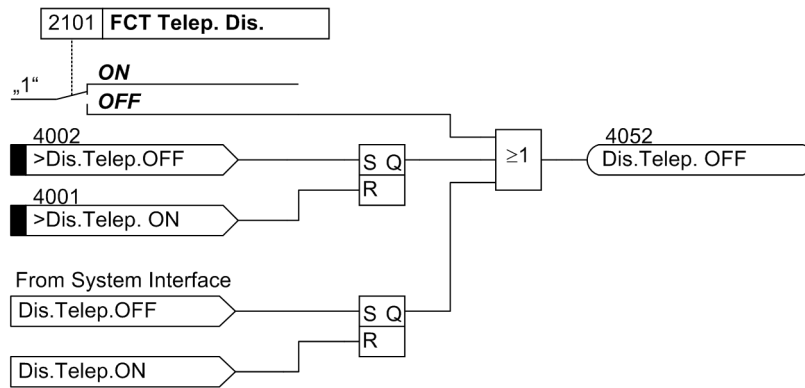 2101 FCT Telep. Dis.
„1“
ON
OFF
4002
>Dis.Telep.OFF
S Q
R
≥1
4052
Dis.Telep. OFF
4001
>Dis.Telep. ON
From System Interface
Dis.Telep.OFF
S Q
R
Dis.Telep.ON